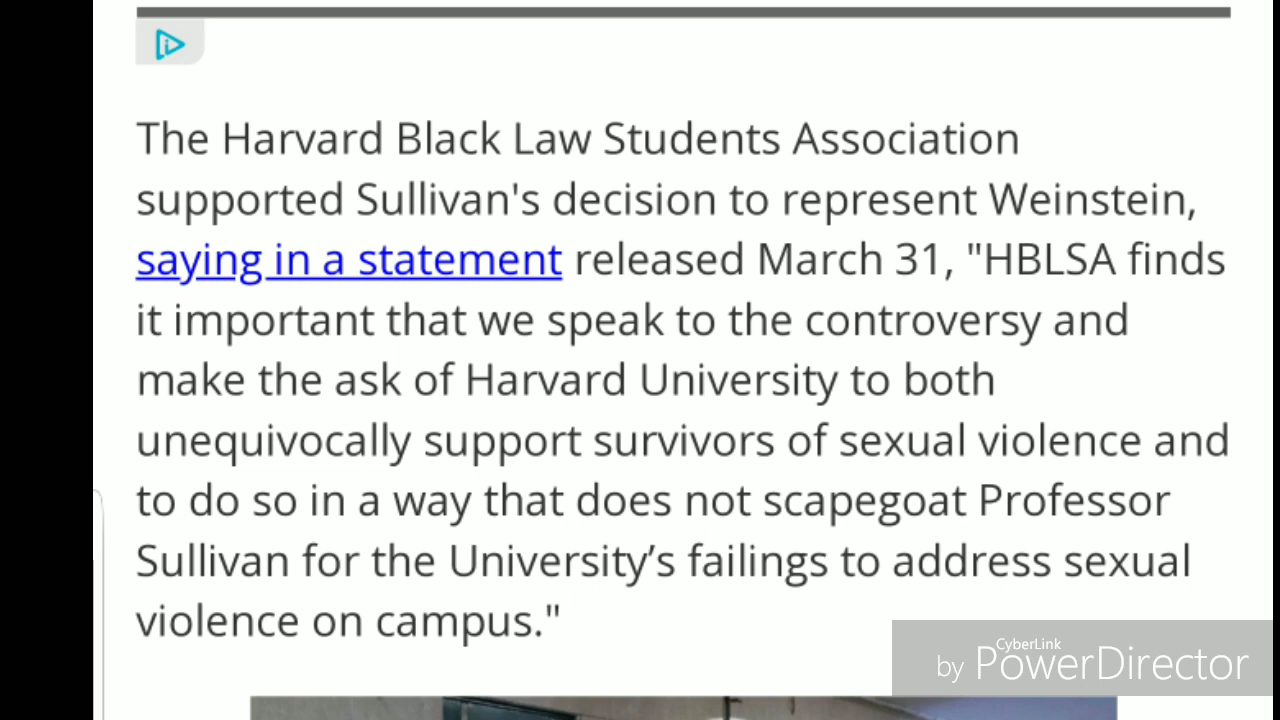 The Harvard Black Law Students Association
supported Sullivan's decision to represent Weinstein,
saying in a statement released March 31, "HBLSA finds
it important that we speak to the controversy and
make the ask of Harvard University to both
unequivocally support survivors of sexual violence and
to do so in a way that does not scapegoat Professor
Sullivan for the University’s failings to address sexual
violence on campus."
CyberLink
by PowerDirector